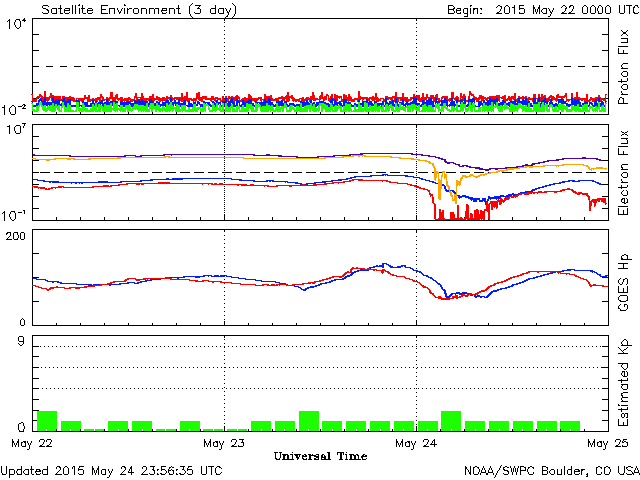 Satellite Environment (3 day) Begin: 2015 May 22 0000 UTC
10^4
Proton Flux
10^-2
10^7
Electron Flux
10^-1
200
GOES Hp
0
9
Estimated Kp
0
May 22 May 23 May 24 May 25
Universal Time
Updated 2015 May 24 23:56:35 UTC NOAA/SWPC Boulder, CO USA